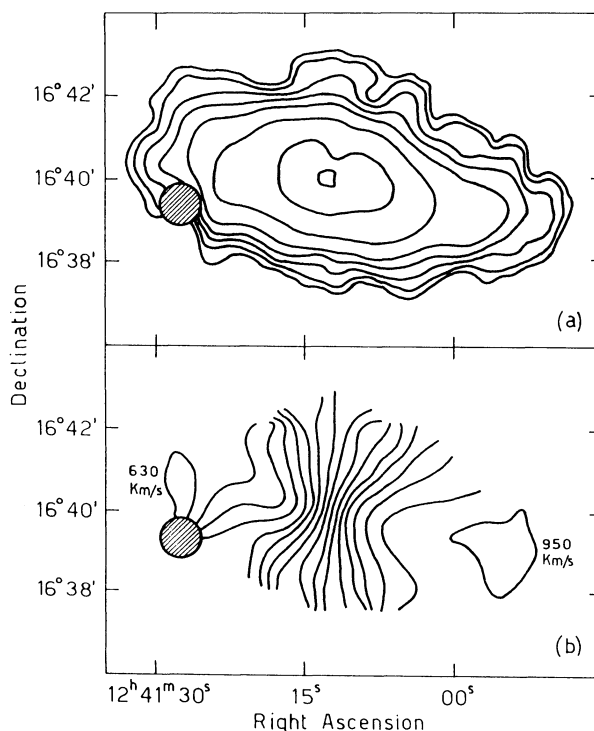 16° 42'
16° 40'
16° 38'
(a)
Declination
16° 42'
630
Km/s
16° 40'
950
Km/s
16° 38'
(b)
12ʰ 41ᵐ 30ˢ
15ˢ
00ˢ
Right Ascension